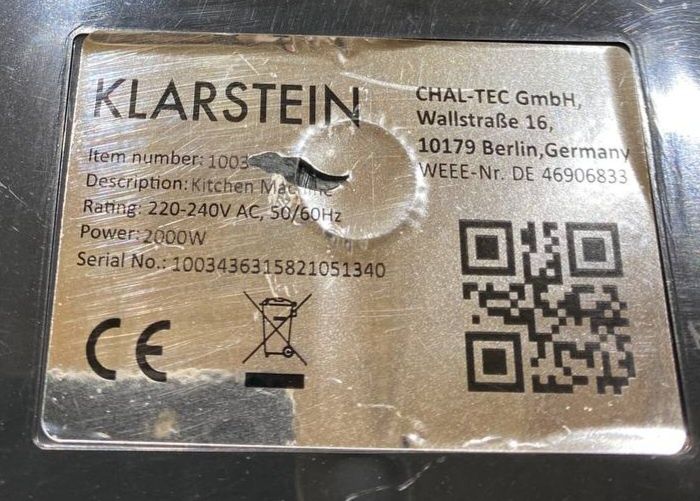 KLARSTEIN
Item number: 1003
Description: Kitchen Machine
Rating: 220-240V AC, 50/60Hz
Power: 2000W
Serial No.: 1003436315821051340
CE
CHAL-TEC GmbH,
Wallstraße 16,
10179 Berlin,Germany
WEEE-Nr. DE 46906833